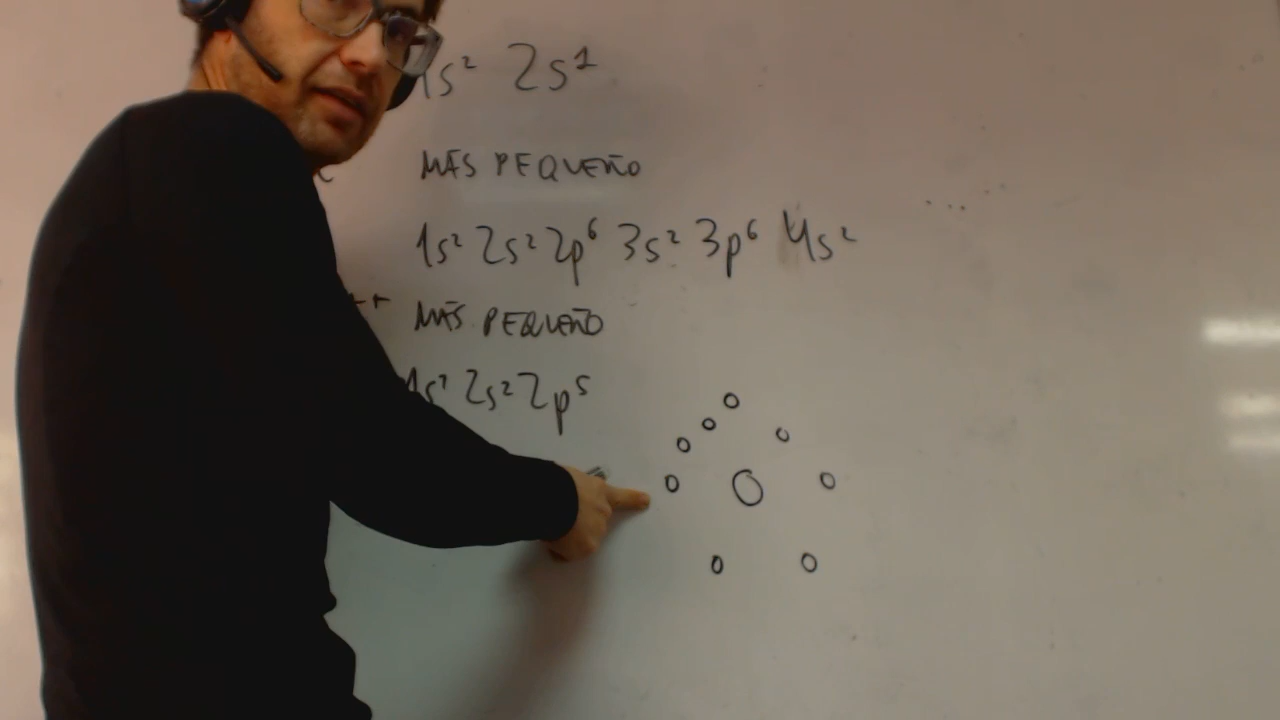 1s² 2s¹
MÁS PEQUEÑO
1s² 2s² 2p⁶ 3s² 3p⁶ 4s²
++ MÁS PEQUEÑO
1s² 2s² 2p⁵